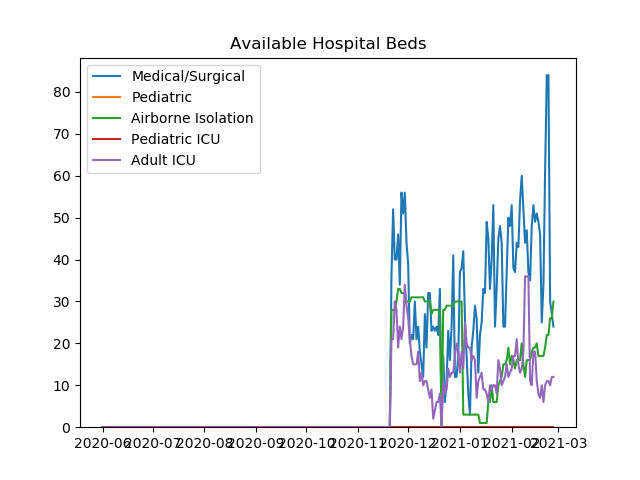 Available Hospital Beds
Medical/Surgical
Pediatric
Airborne Isolation
Pediatric ICU
Adult ICU
80
70
60
50
40
30
20
10
0
2020-06 2020-07 2020-08 2020-09 2020-10 2020-11 2020-12 2021-01 2021-02 2021-03